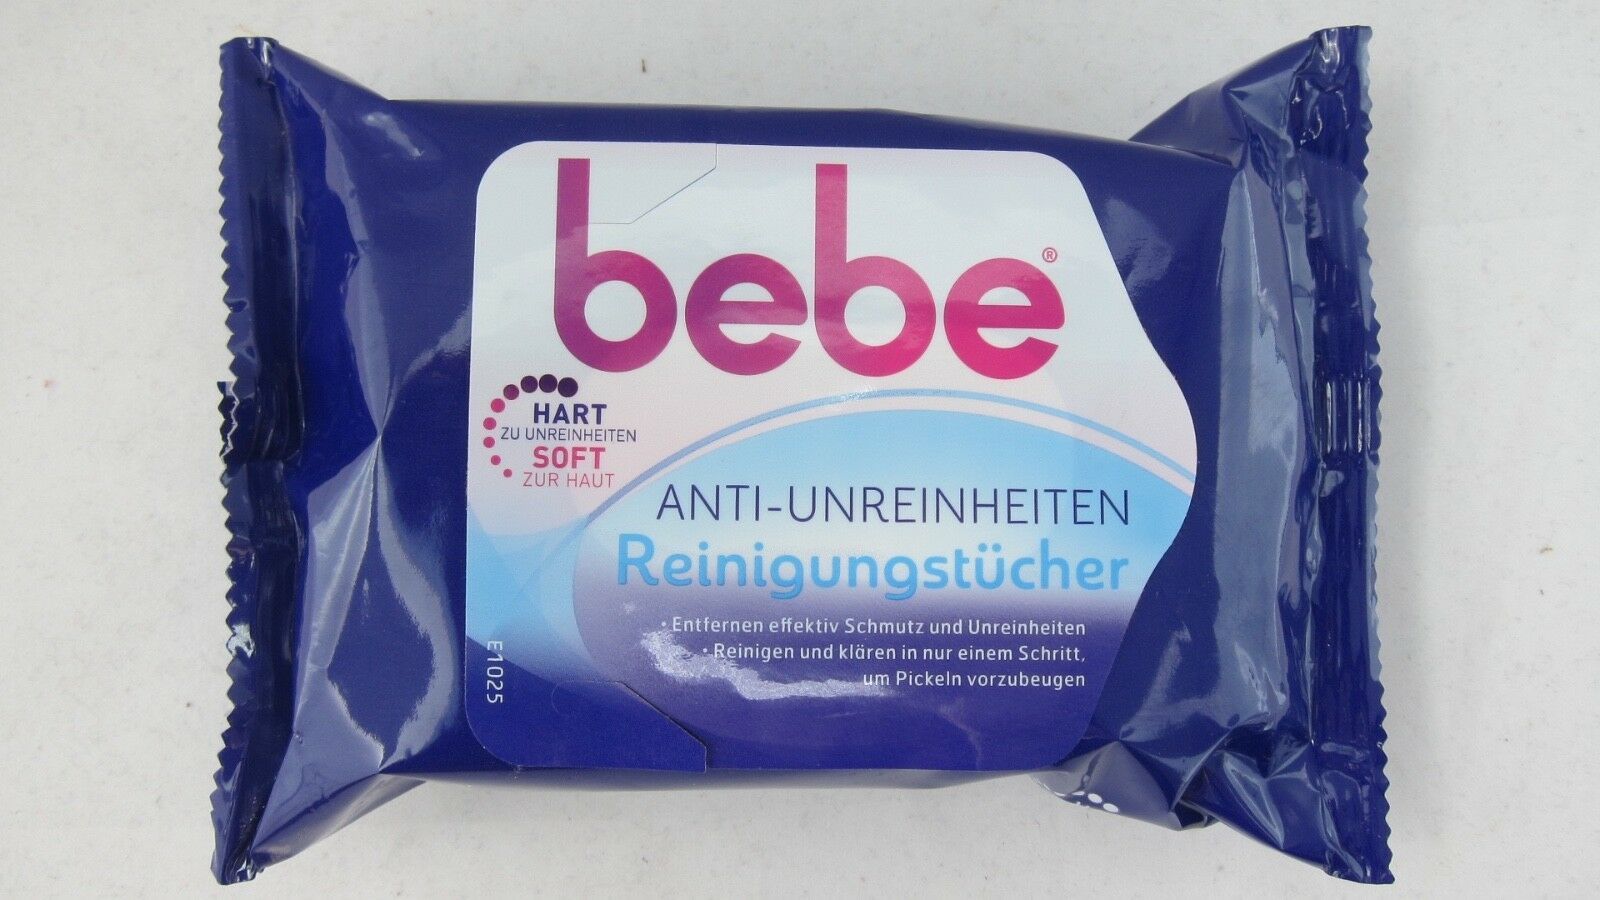 bebe®
HART
ZU UNREINHEITEN
SOFT
ZUR HAUT
ANTI-UNREINHEITEN
Reinigungstücher
• Entfernen effektiv Schmutz und Unreinheiten
• Reinigen und klären in nur einem Schritt,
um Pickeln vorzubeugen
E1025